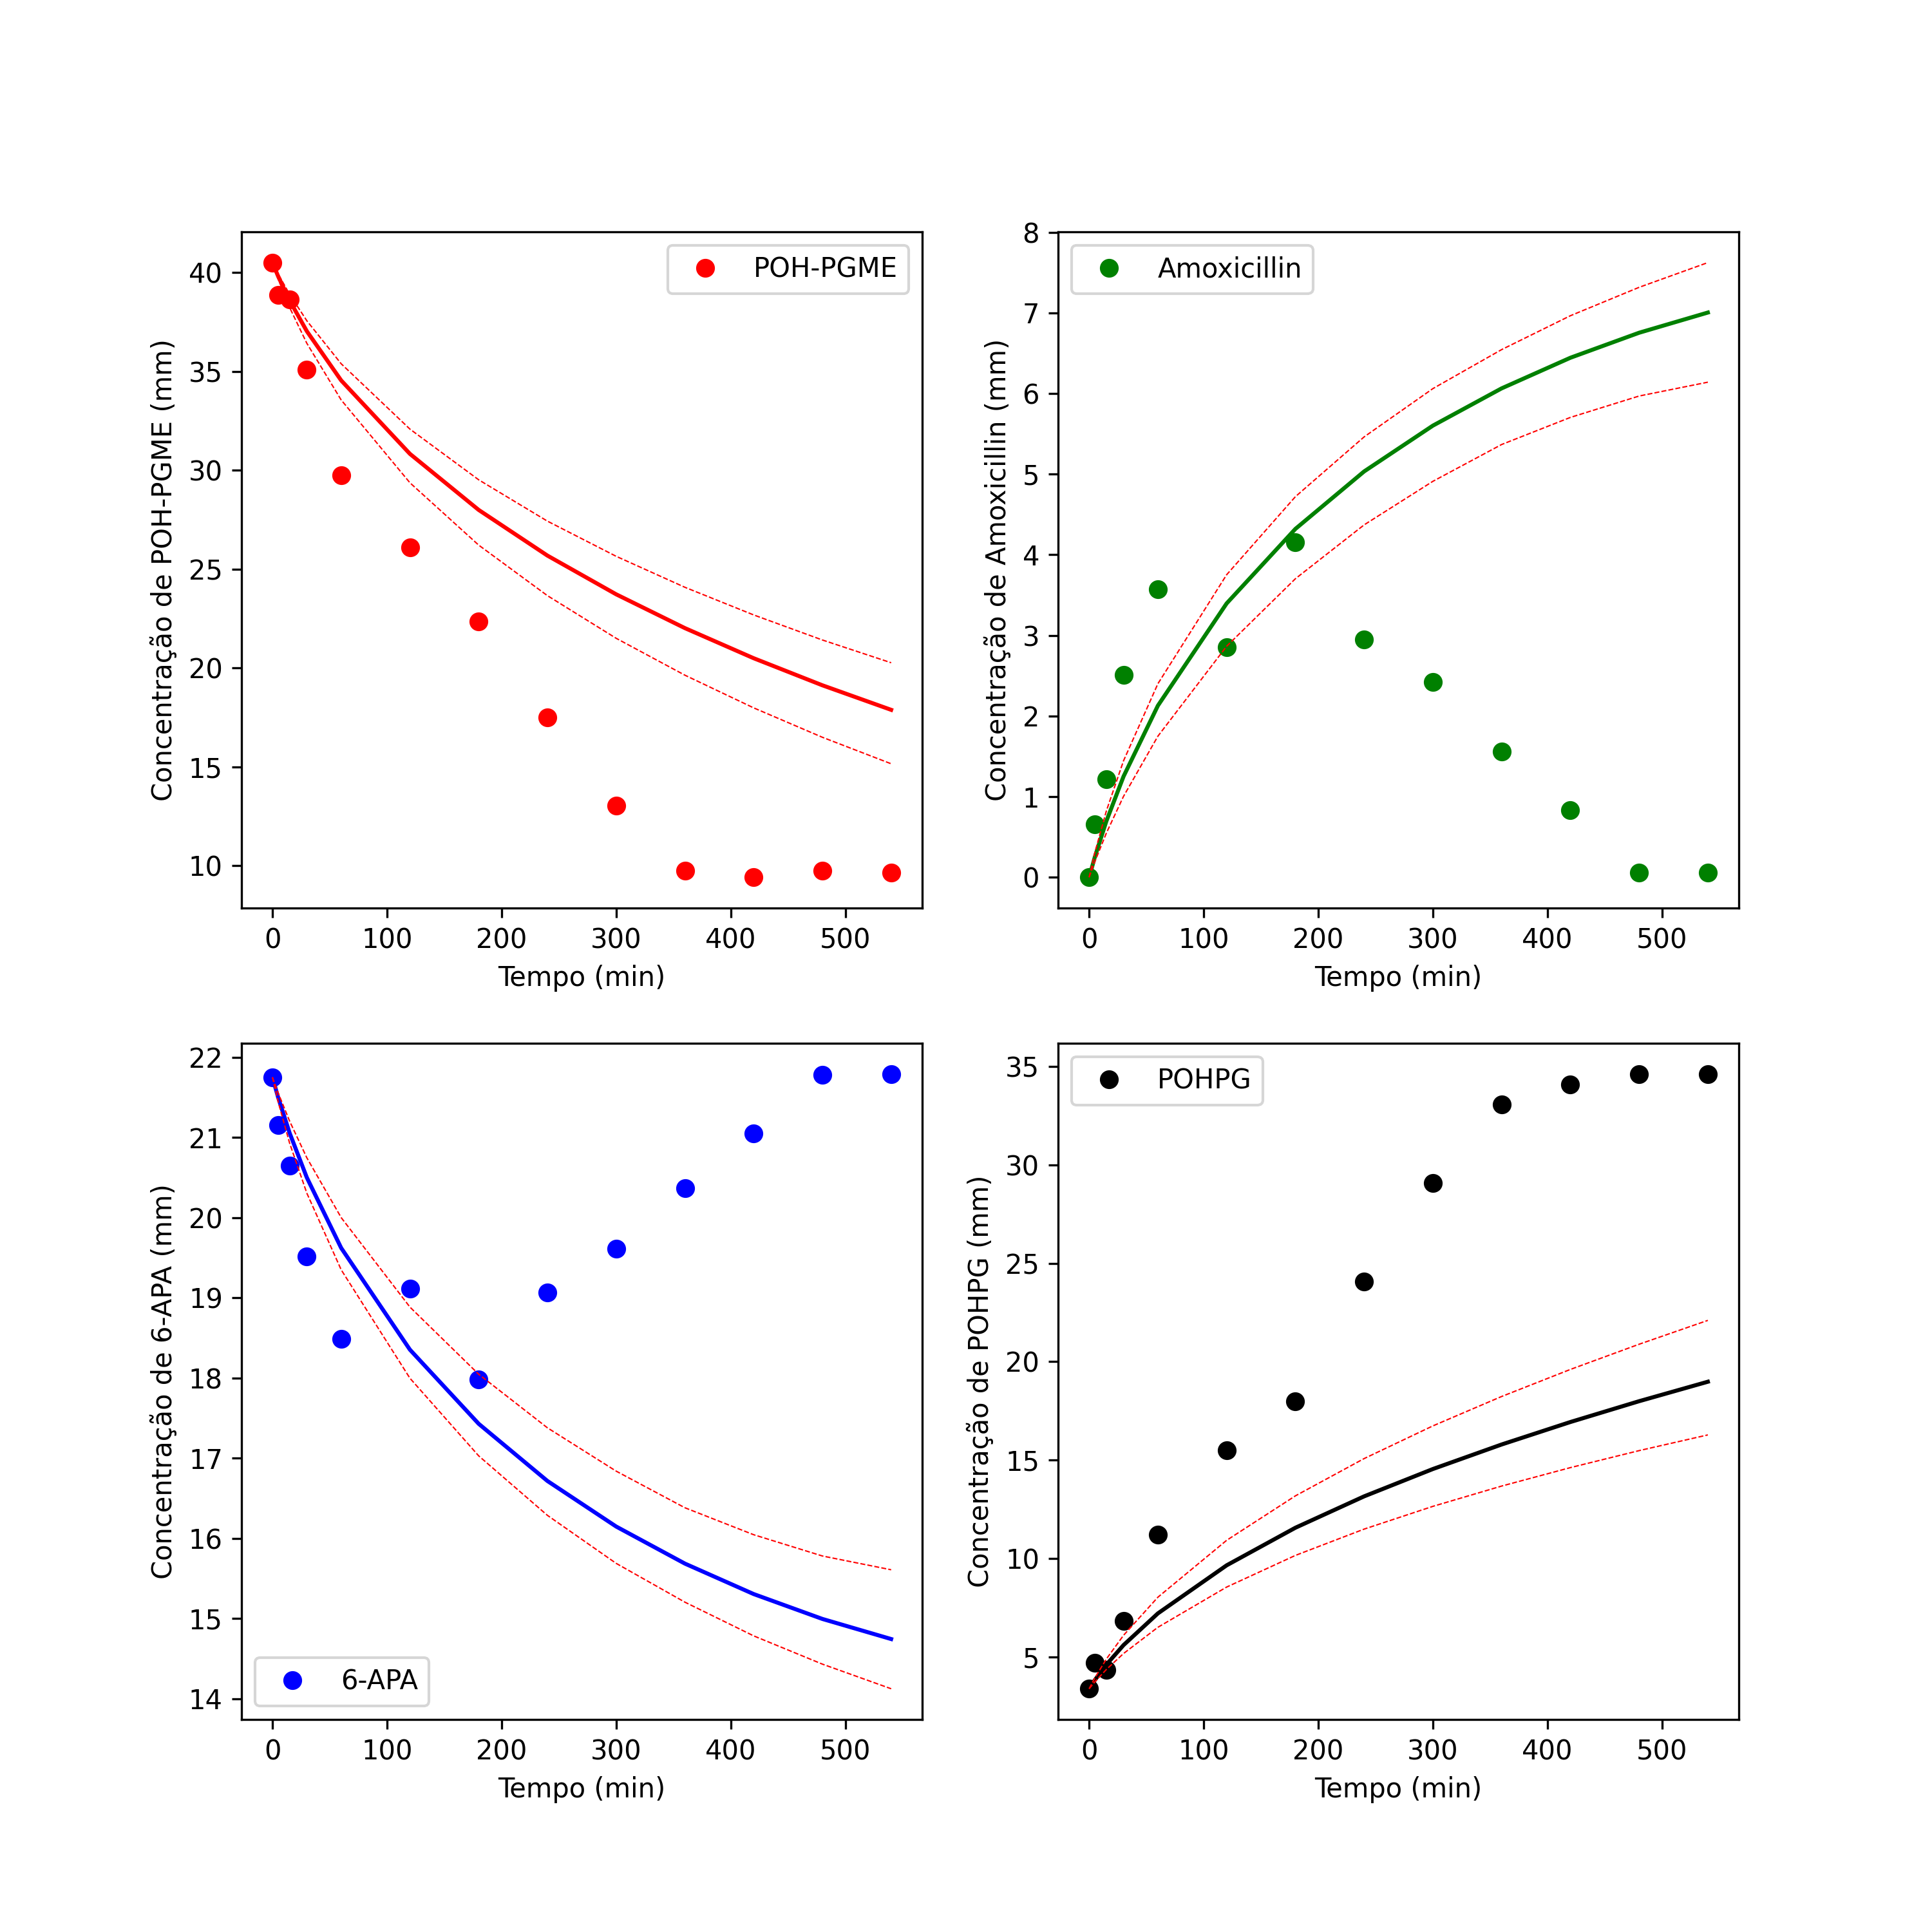 POH-PGME
Concentração de POH-PGME (mm)
40
35
30
25
20
15
10
0 100 200 300 400 500
Tempo (min)
Amoxicillin
Concentração de Amoxicillin (mm)
8
7
6
5
4
3
2
1
0
0 100 200 300 400 500
Tempo (min)
6-APA
Concentração de 6-APA (mm)
22
21
20
19
18
17
16
15
14
0 100 200 300 400 500
Tempo (min)
POHPG
Concentração de POHPG (mm)
35
30
25
20
15
10
5
0 100 200 300 400 500
Tempo (min)